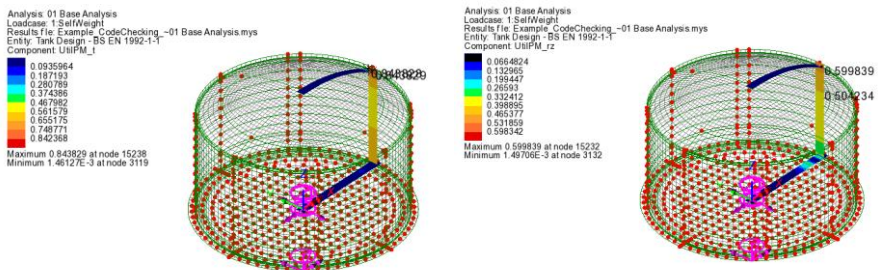 Analysis: 01 Base Analysis
Loadcase: 1:SelfWeight
Results file: Example_CodeChecking_~01 Base Analysis.mys
Entity: Tank Design - BS EN 1992-1-1
Component: UtilPM_t
0.0935964
0.187193
0.280789
0.374386
0.467982
0.561579
0.655175
0.748771
0.842368
Maximum 0.843829 at node 15238
Minimum 1.46127E-3 at node 3119
Analysis: 01 Base Analysis
Loadcase: 1:SelfWeight
Results file: Example_CodeChecking_~01 Base Analysis.mys
Entity: Tank Design - BS EN 1992-1-1
Component: UtilPM_rz
0.0664824
0.132965
0.199447
0.26593
0.332412
0.398895
0.465377
0.531859
0.598342
Maximum 0.599839 at node 15232
Minimum 1.49706E-3 at node 3132
0.599839
0.504234